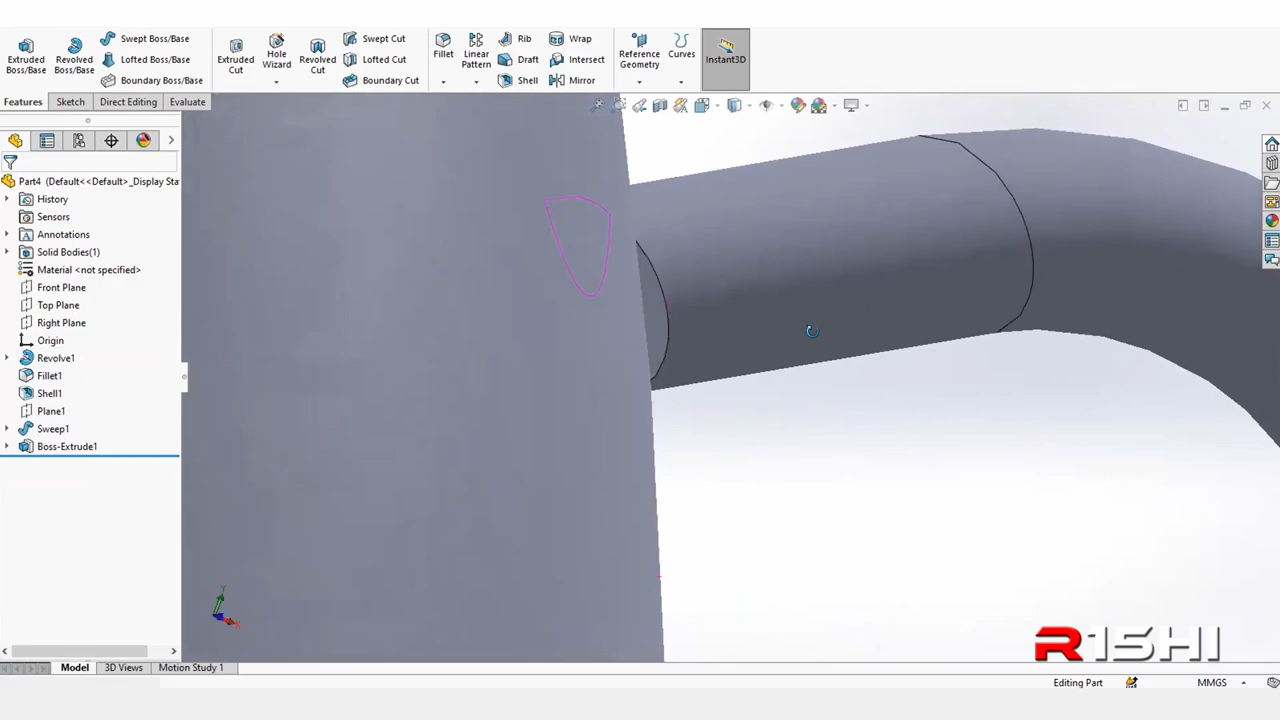 Extruded Boss/Base
Revolved Boss/Base
Swept Boss/Base
Lofted Boss/Base
Boundary Boss/Base
Extruded Cut
Hole Wizard
Revolved Cut
Swept Cut
Lofted Cut
Boundary Cut
Fillet
Linear Pattern
Rib
Draft
Shell
Wrap
Intersect
Mirror
Reference Geometry
Curves
Instant3D
Features
Sketch
Direct Editing
Evaluate
Part4 (Default<<Default>_Display Sta
History
Sensors
Annotations
Solid Bodies(1)
Material <not specified>
Front Plane
Top Plane
Right Plane
Origin
Revolve1
Fillet1
Shell1
Plane1
Sweep1
Boss-Extrude1
Y
X
R1SHI
Model
3D Views
Motion Study 1
Editing Part
MMGS